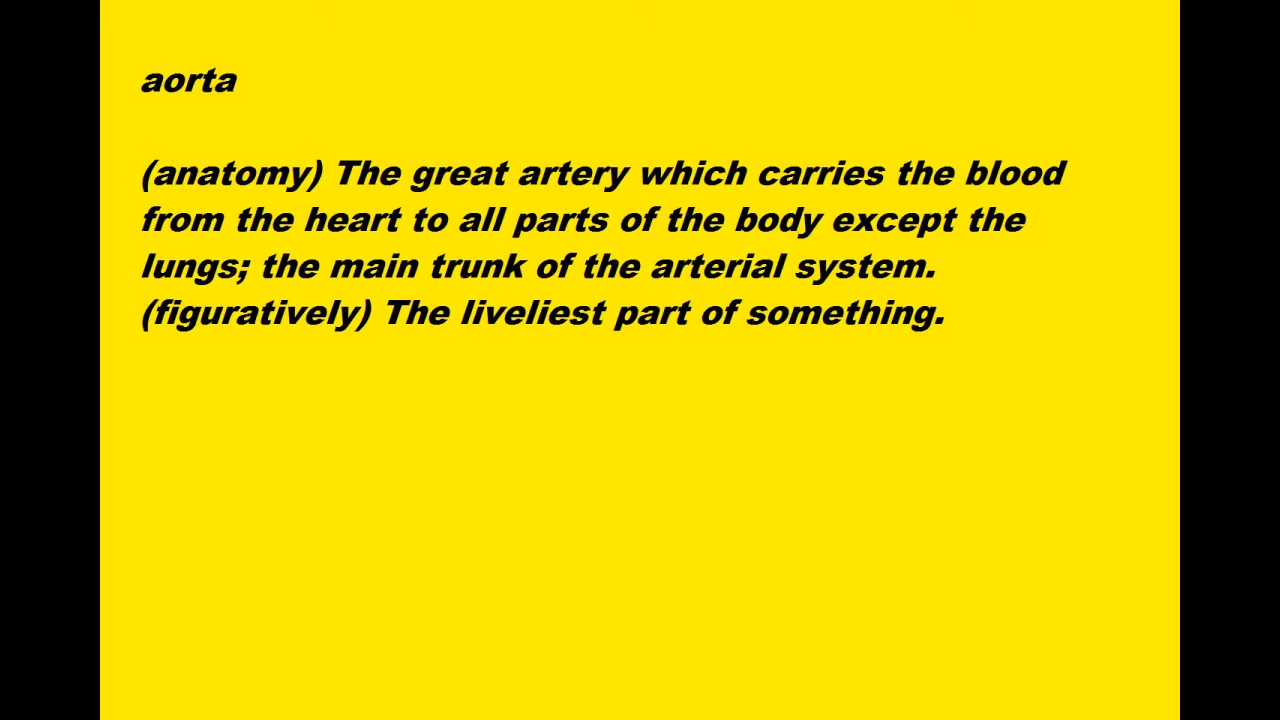 aorta
(anatomy) The great artery which carries the blood
from the heart to all parts of the body except the
lungs; the main trunk of the arterial system.
(figuratively) The liveliest part of something.